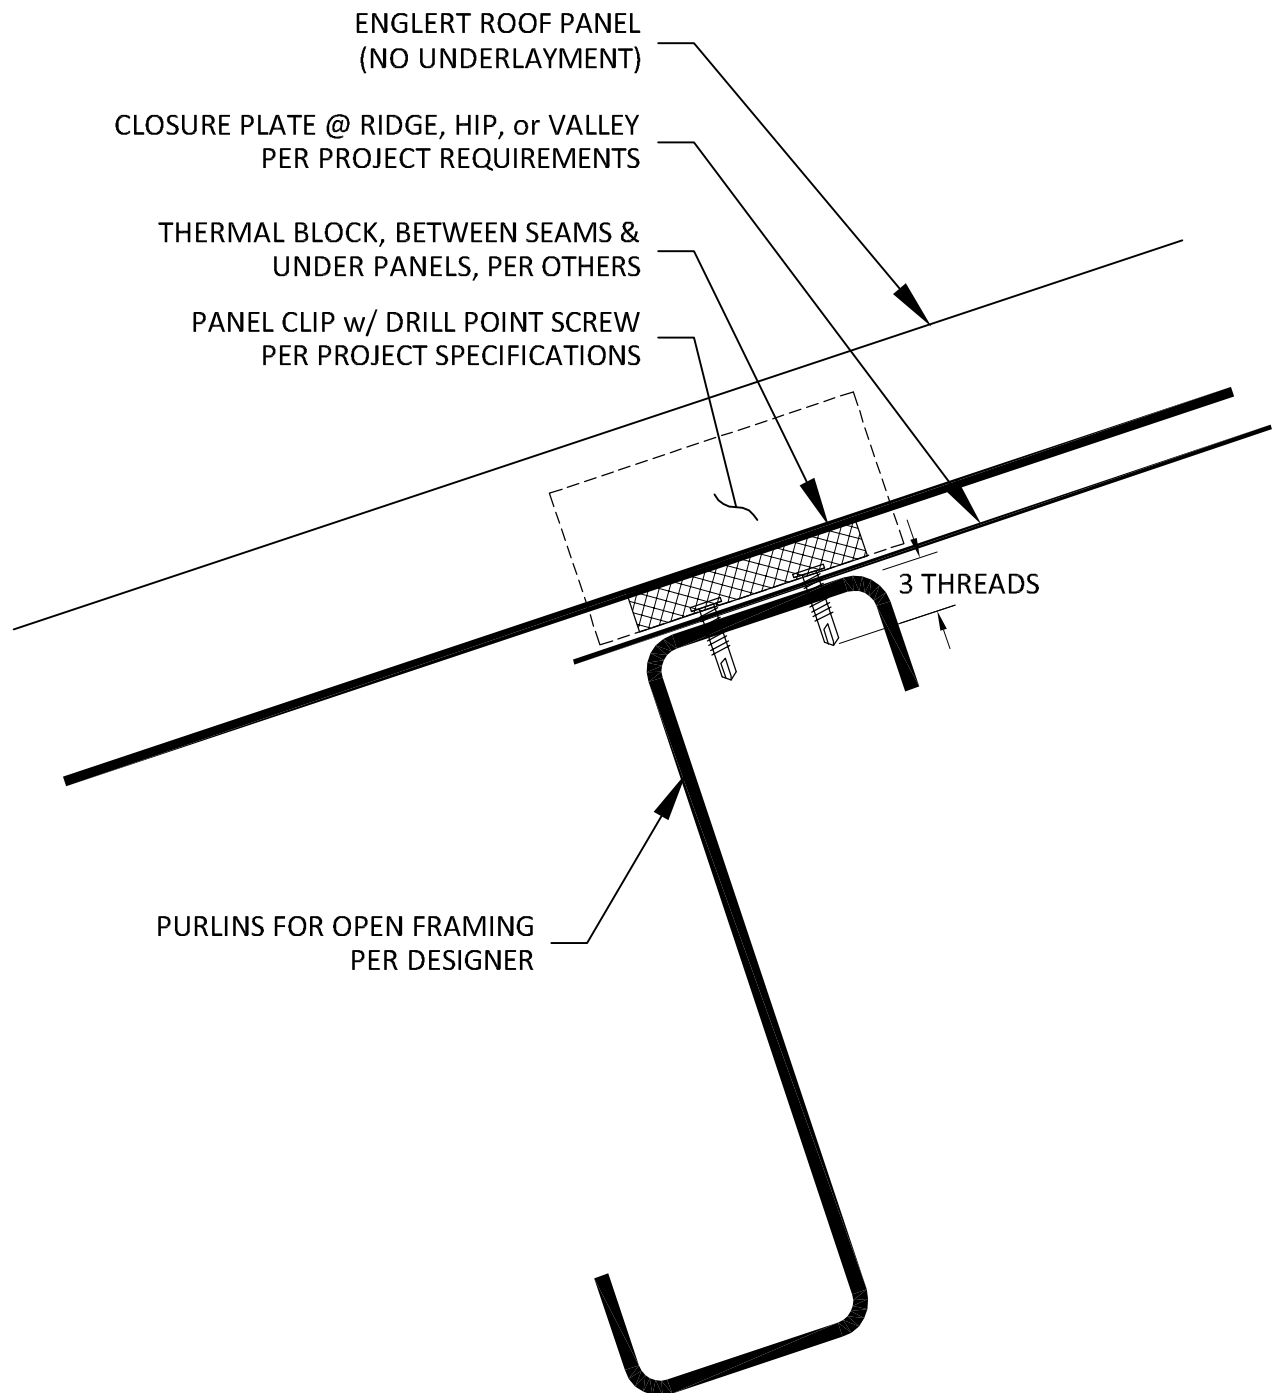 ENGLERT ROOF PANEL
(NO UNDERLAYMENT)
CLOSURE PLATE @ RIDGE, HIP, or VALLEY
PER PROJECT REQUIREMENTS
THERMAL BLOCK, BETWEEN SEAMS &
UNDER PANELS, PER OTHERS
PANEL CLIP w/ DRILL POINT SCREW
PER PROJECT SPECIFICATIONS
3 THREADS
PURLINS FOR OPEN FRAMING
PER DESIGNER